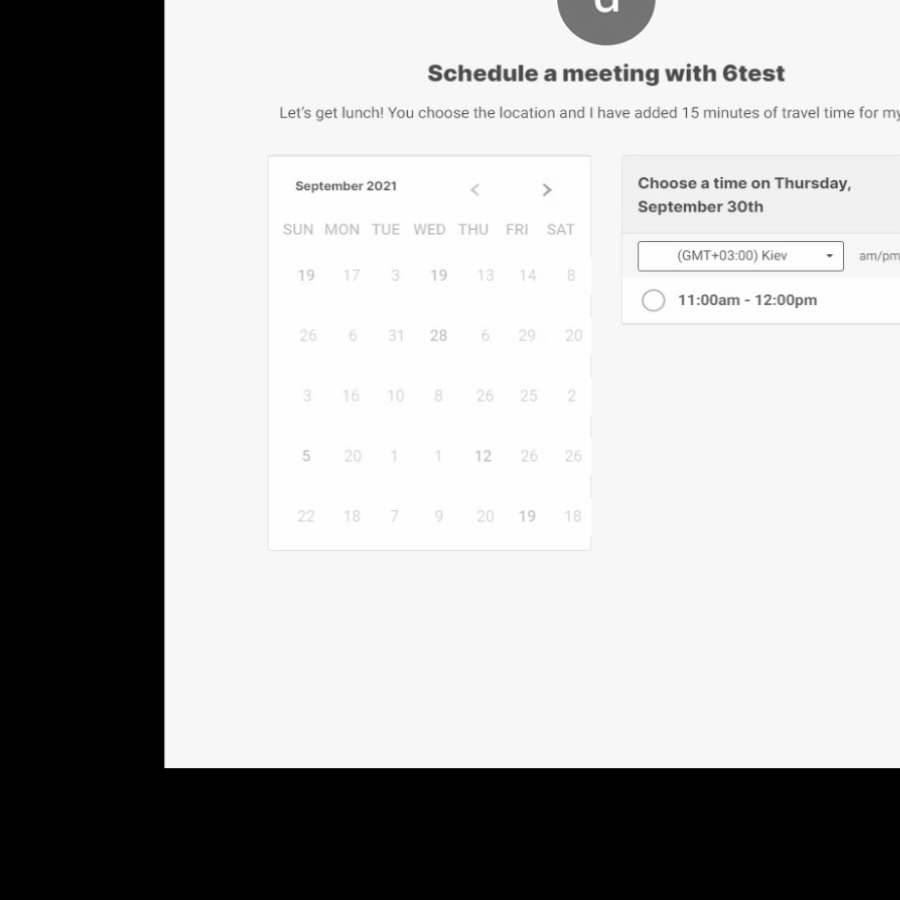 Schedule a meeting with 6test
Let's get lunch! You choose the location and I have added 15 minutes of travel time for my
September 2021 < >
SUN MON TUE WED THU FRI SAT
19 17 3 19 13 14 8
26 6 31 28 6 29 20
3 16 10 8 26 25 2
5 20 1 1 12 26 26
22 18 7 9 20 19 18
Choose a time on Thursday,
September 30th
(GMT+03:00) Kiev am/pm
11:00am - 12:00pm